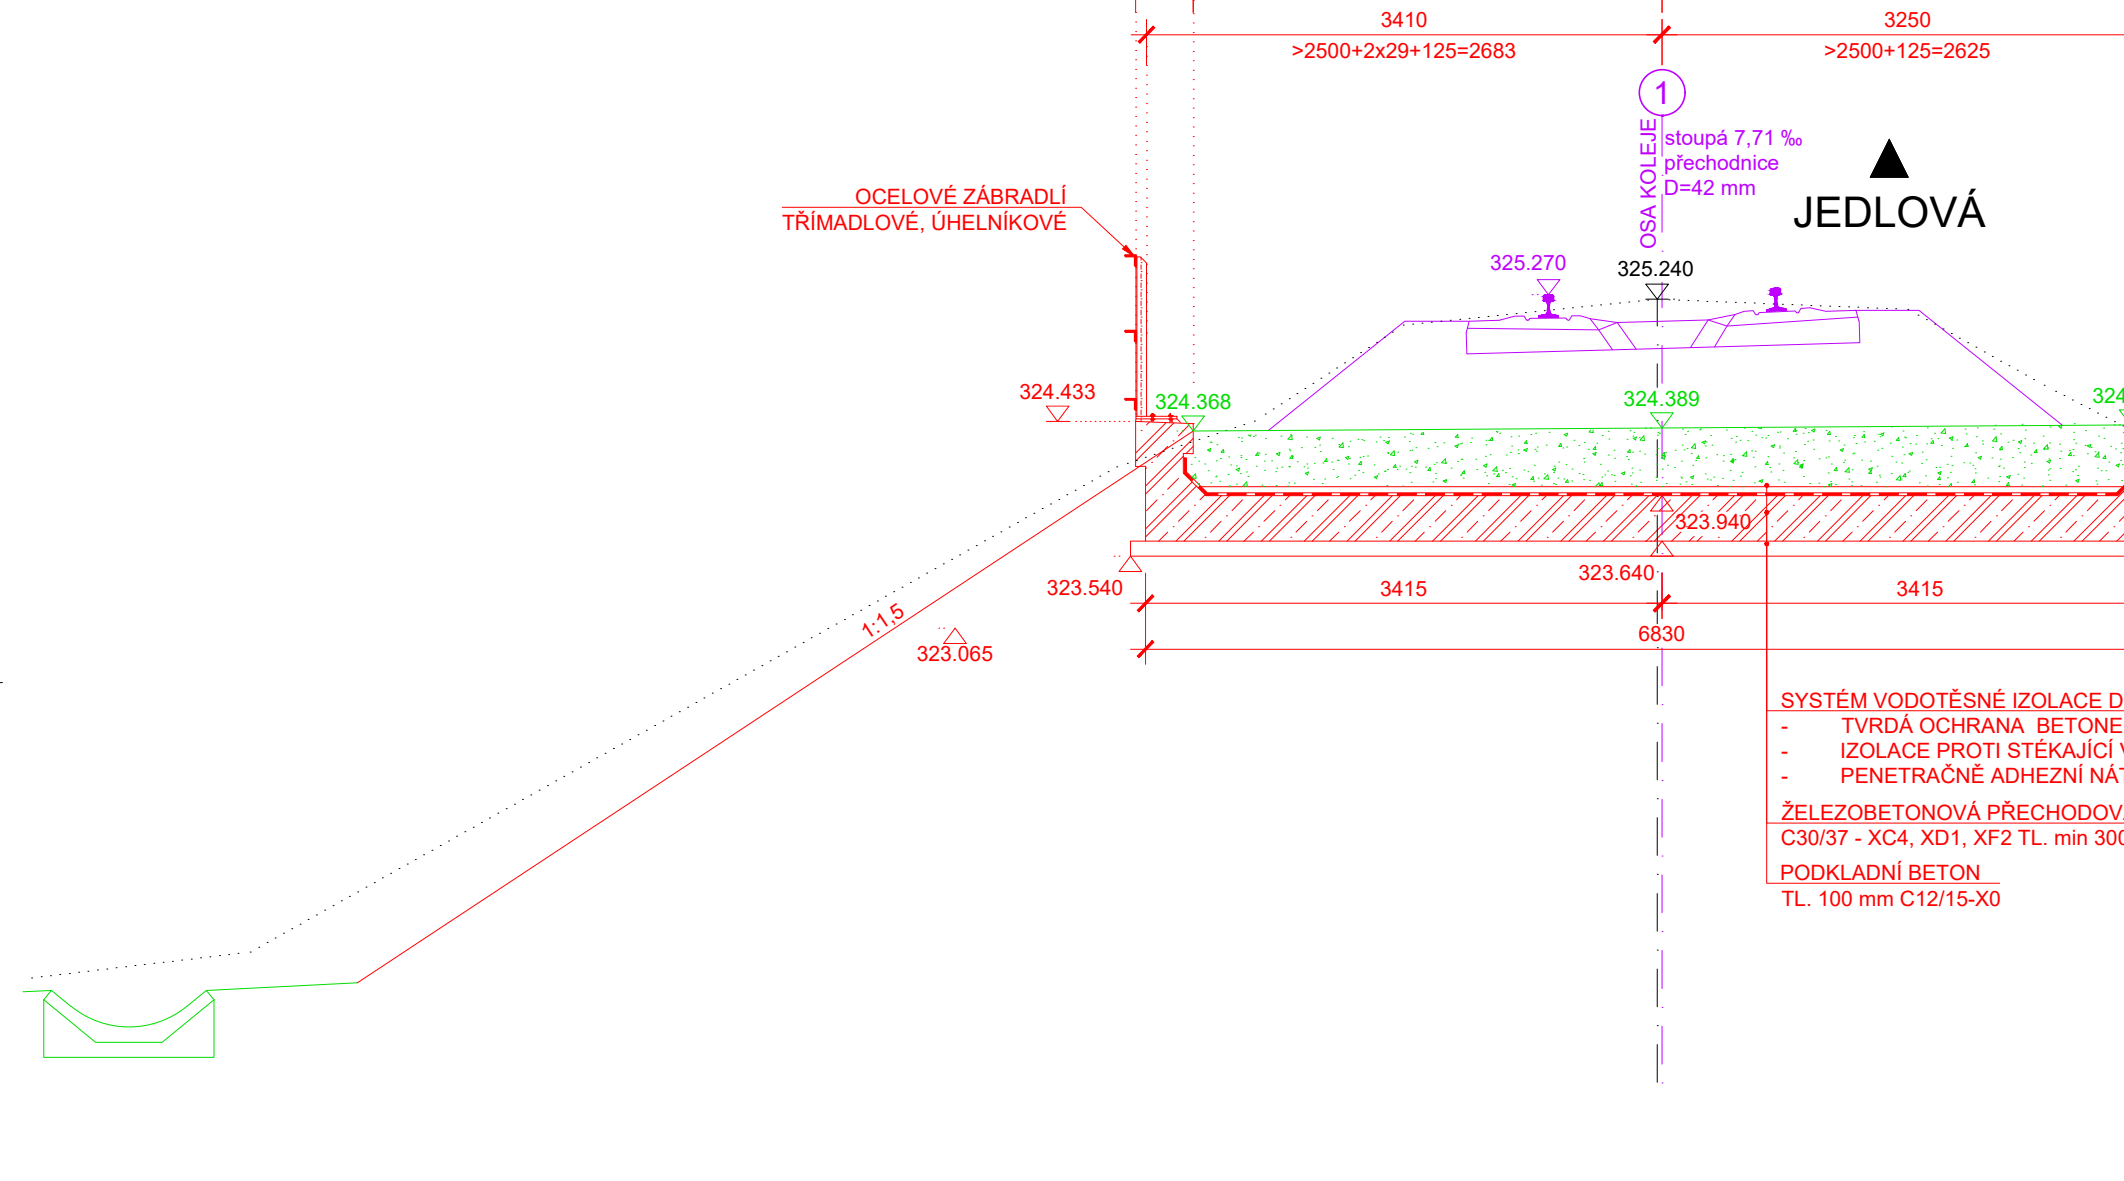 3410
3250
>2500+2x29+125=2683
>2500+125=2625
1
OSA KOLEJE
stoupá 7,71 ‰
přechodnice
D=42 mm
JEDLOVÁ
OCELOVÉ ZÁBRADLÍ
TŘÍMADLOVÉ, ÚHELNÍKOVÉ
325.270
325.240
324.433
324.368
324.389
324
323.940
323.540
323.640
3415
3415
1:1,5
323.065
6830
SYSTÉM VODOTĚSNÉ IZOLACE D
- TVRDÁ OCHRANA BETONE
- IZOLACE PROTI STÉKAJÍCÍ V
- PENETRAČNĚ ADHEZNÍ NÁT
ŽELEZOBETONOVÁ PŘECHODOVÁ
C30/37 - XC4, XD1, XF2 TL. min 300
PODKLADNÍ BETON
TL. 100 mm C12/15-X0